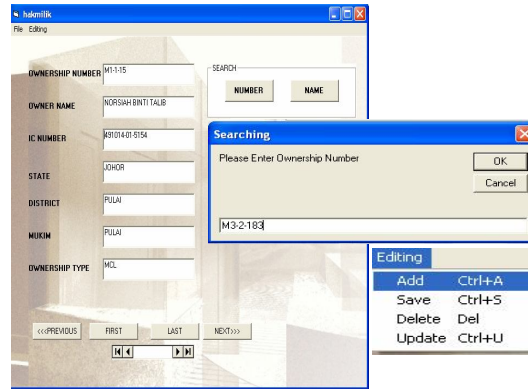 hakmilik
File Editing
OWNERSHIP NUMBER M1-1-15
OWNER NAME NORSIAH BINTI TALIB
IC NUMBER 491014-01-5154
STATE JOHOR
DISTRICT PULAI
MUKIM PULAI
OWNERSHIP TYPE MCL
<<<PREVIOUS FIRST LAST NEXT>>>
SEARCH
NUMBER NAME
Searching
Please Enter Ownership Number
OK
Cancel
M3-2-183
Editing
Add Ctrl+A
Save Ctrl+S
Delete Del
Update Ctrl+U